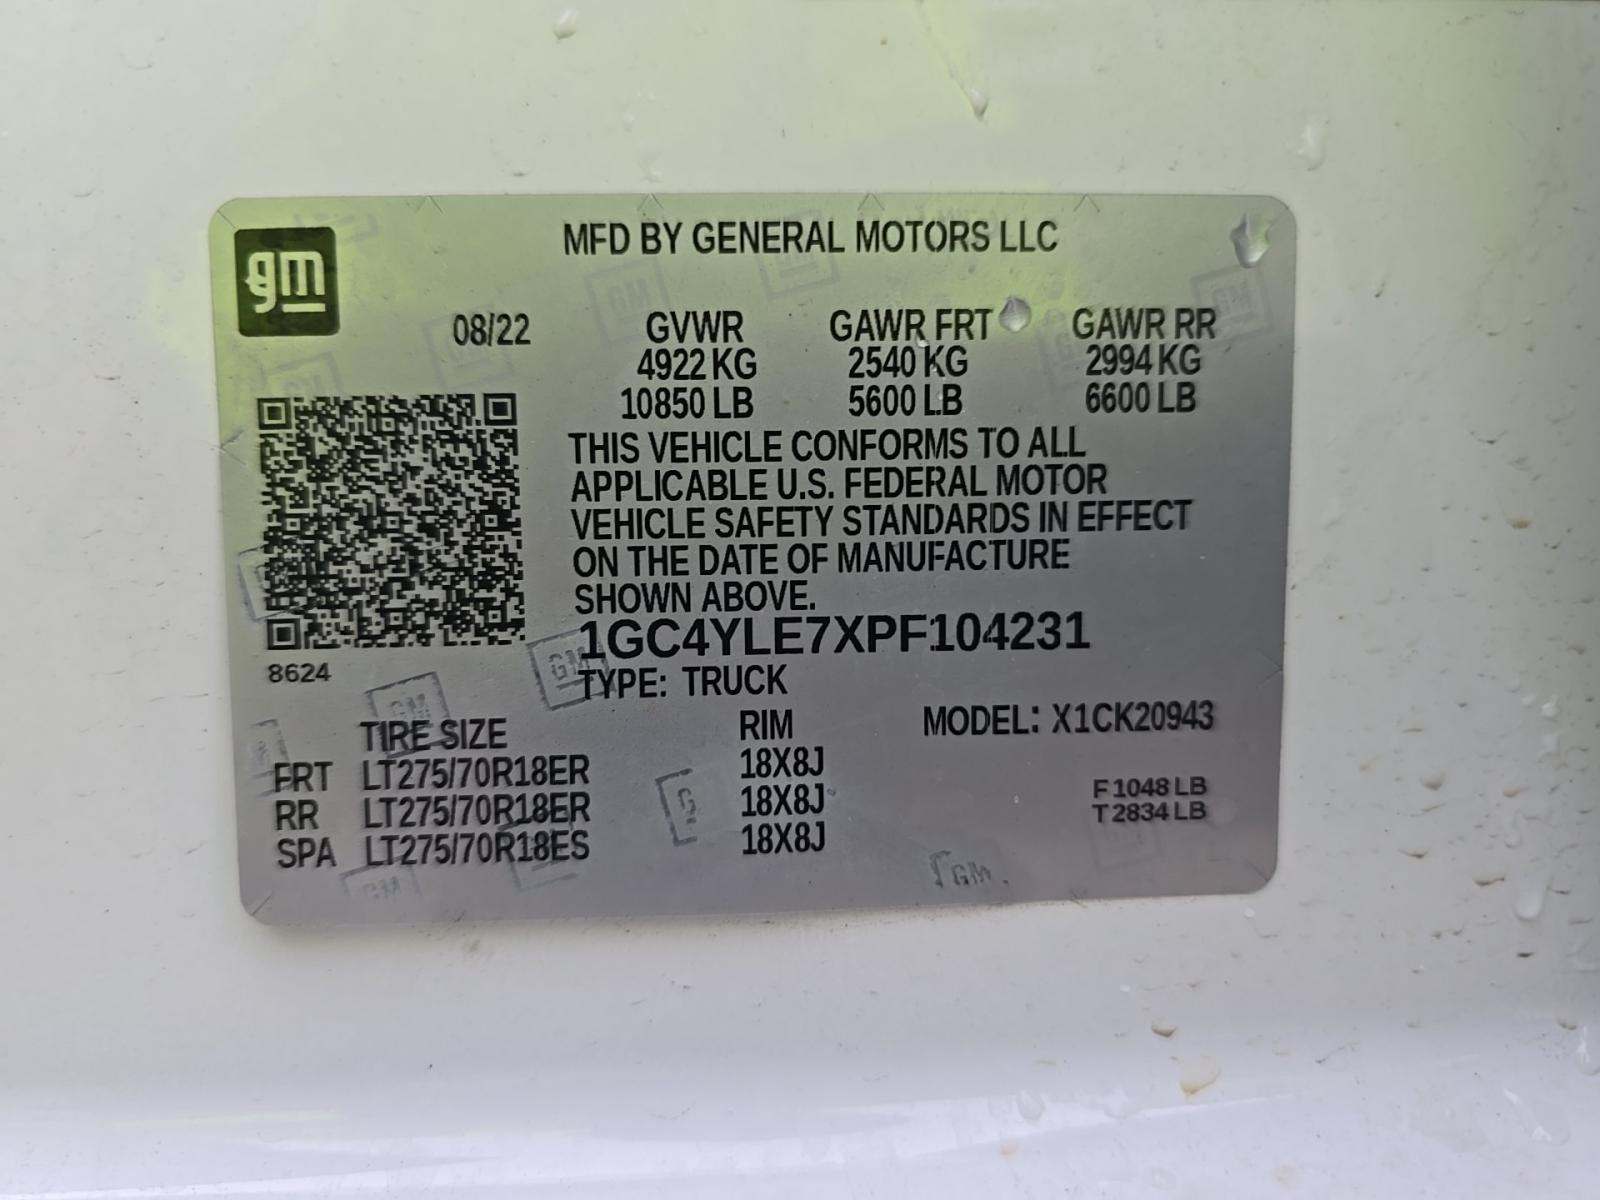 gm
MFD BY GENERAL MOTORS LLC
08/22 GVWR GAWR FRT GAWR RR
4922 KG 2540 KG 2994 KG
10850 LB 5600 LB 6600 LB
THIS VEHICLE CONFORMS TO ALL
APPLICABLE U.S. FEDERAL MOTOR
VEHICLE SAFETY STANDARDS IN EFFECT
ON THE DATE OF MANUFACTURE
SHOWN ABOVE.
1GC4YLE7XPF104231
8624
TYPE: TRUCK
TIRE SIZE RIM MODEL: X1CK20943
FRT LT275/70R18ER 18X8J
RR LT275/70R18ER 18X8J
SPA LT275/70R18ES 18X8J
F 1048 LB
T 2834 LB